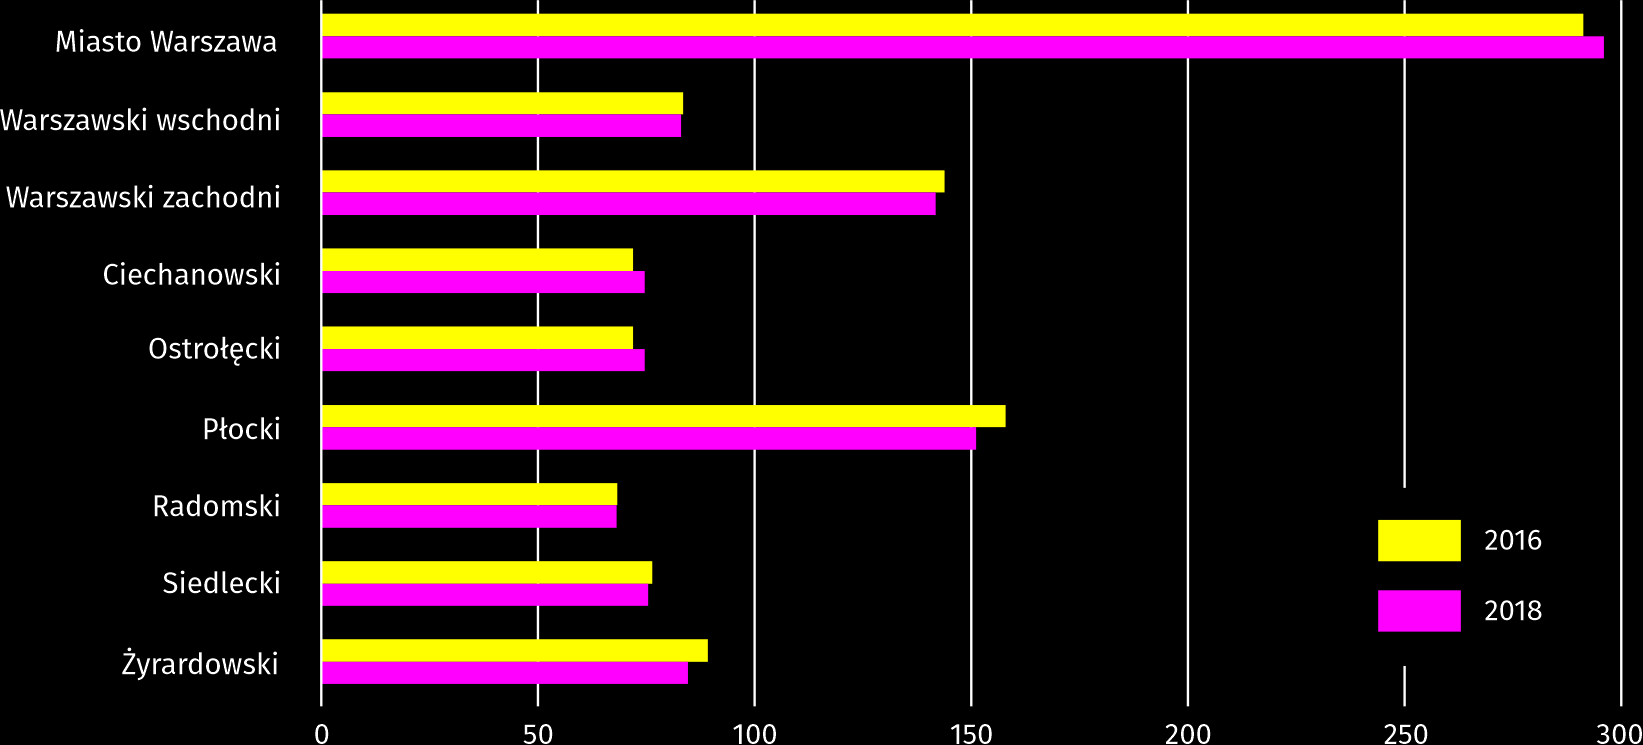 Miasto Warszawa
Warszawski wschodni
Warszawski zachodni
Ciechanowski
Ostrołęcki
Płocki
Radomski
Siedlecki
Żyrardowski
2016
2018
0 50 100 150 200 250 300